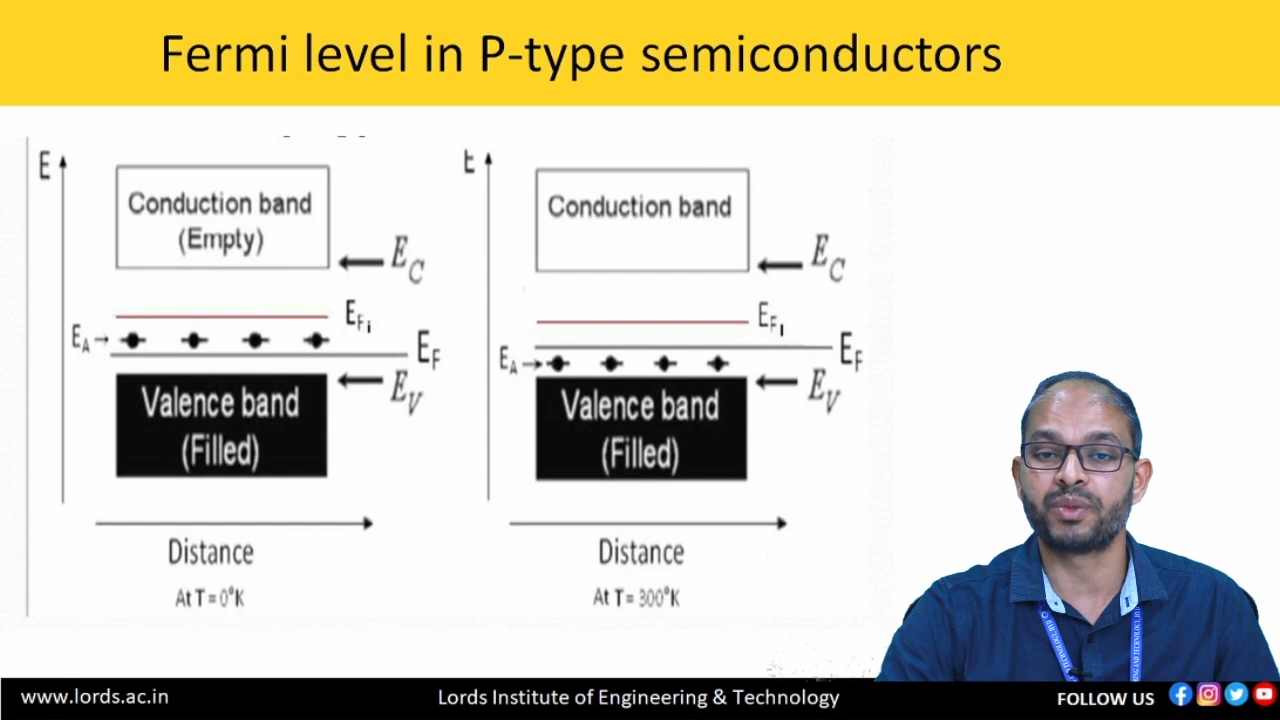 Fermi level in P-type semiconductors
E
Conduction band
(Empty)
E_C
E_Fi
E_A
E_F
E_V
Valence band
(Filled)
Distance
At T = 0°K
E
Conduction band
E_C
E_Fi
E_F
E_A
E_V
Valence band
(Filled)
Distance
At T = 300°K
www.lords.ac.in
Lords Institute of Engineering & Technology
FOLLOW US